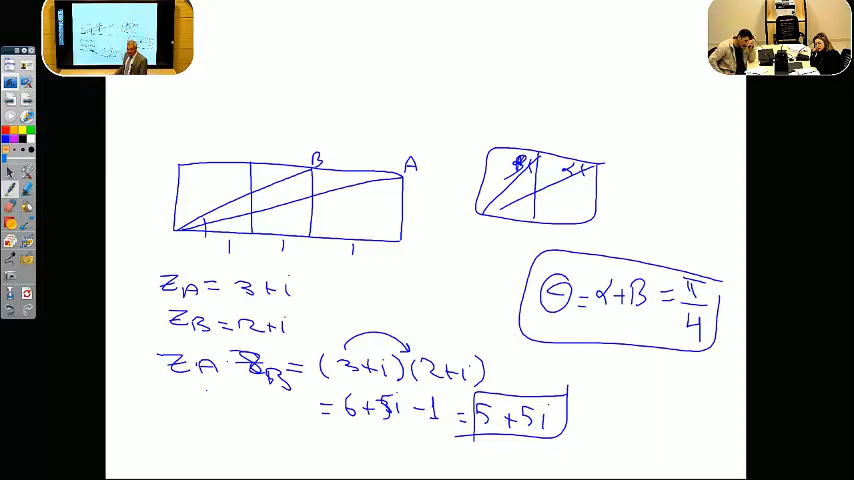 B A
1 1 1
Z_A = 3+i
Z_B = 2+i
Z_A . Z_B = (3+i)(2+i)
= 6+5i -1 = 5+5i
B α
Θ = α+B = π/4